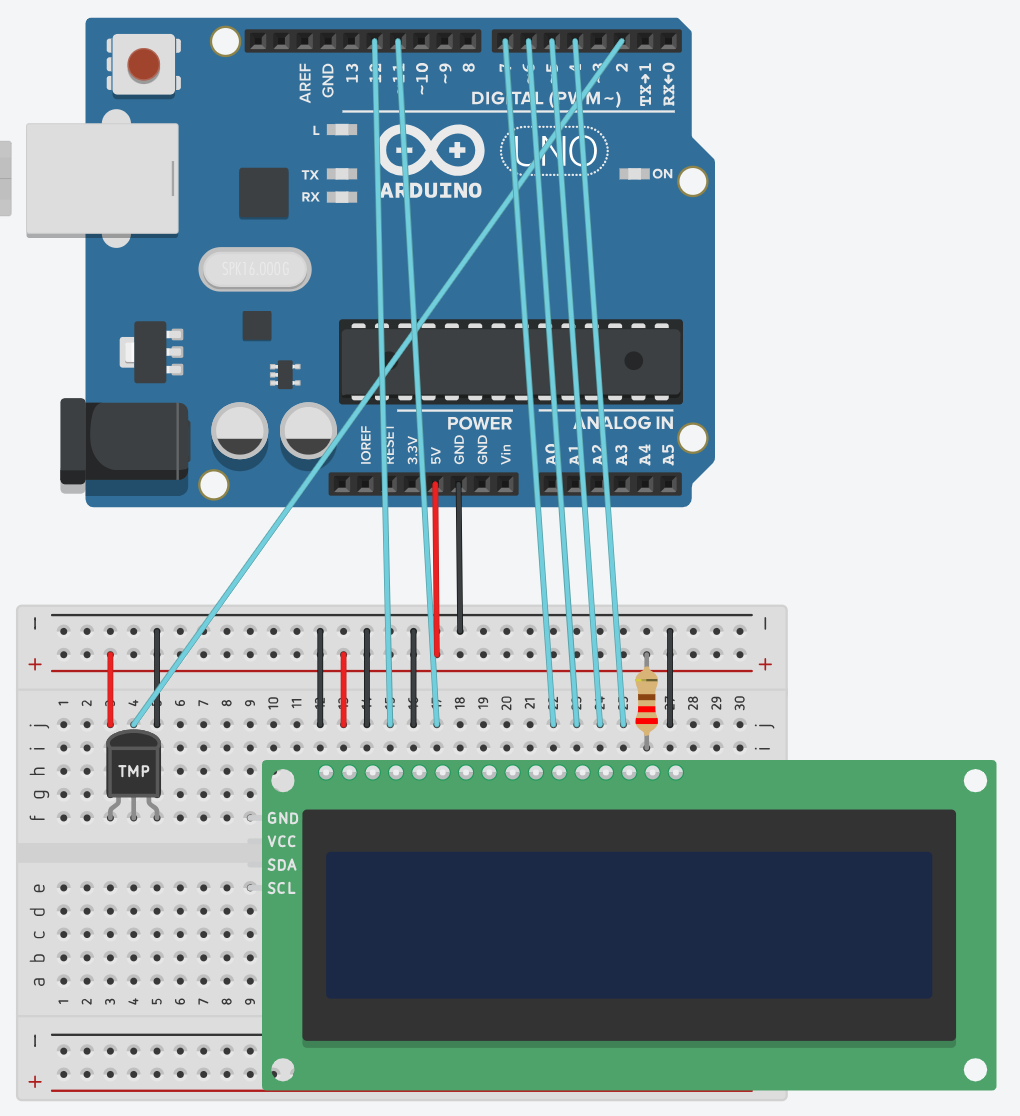 AREF GND 13 12 ~11 ~10 ~9 8 7 ~6 ~5 4 ~3 2 TX→1 RX←0
DIGITAL (PWM~)
L
TX
RX
ARDUINO
UNO
ON
SPK16.000G
POWER ANALOG IN
IOREF RESET 3.3V 5V GND GND Vin A0 A1 A2 A3 A4 A5
− −
+ +
1 2 3 4 5 6 7 8 9 10 11 12 13 14 15 16 17 18 19 20 21 22 23 24 25 27 28 29 30
j j
i i
h
g
f
TMP
GND
VCC
SDA
SCL
e
d
c
b
a
1 2 3 4 5 6 7 8 9
−
+